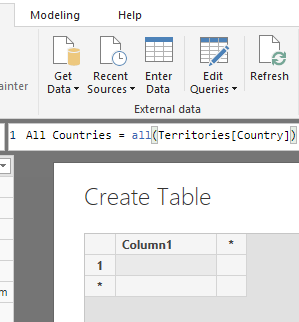 Modeling Help
ainter
Get Data
Recent Sources
Enter Data
Edit Queries
Refresh
External data
1 All Countries = all(Territories[Country])
Create Table
Column1 *
1
*
m